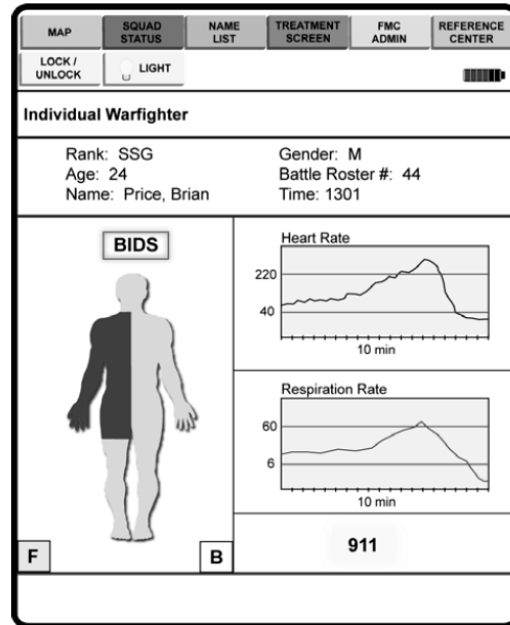 MAP
SQUAD STATUS
NAME LIST
TREATMENT SCREEN
FMC ADMIN
REFERENCE CENTER
LOCK / UNLOCK
LIGHT
Individual Warfighter
Rank: SSG
Gender: M
Age: 24
Battle Roster #: 44
Name: Price, Brian
Time: 1301
BIDS
Heart Rate
220
40
10 min
Respiration Rate
60
6
10 min
F
B
911